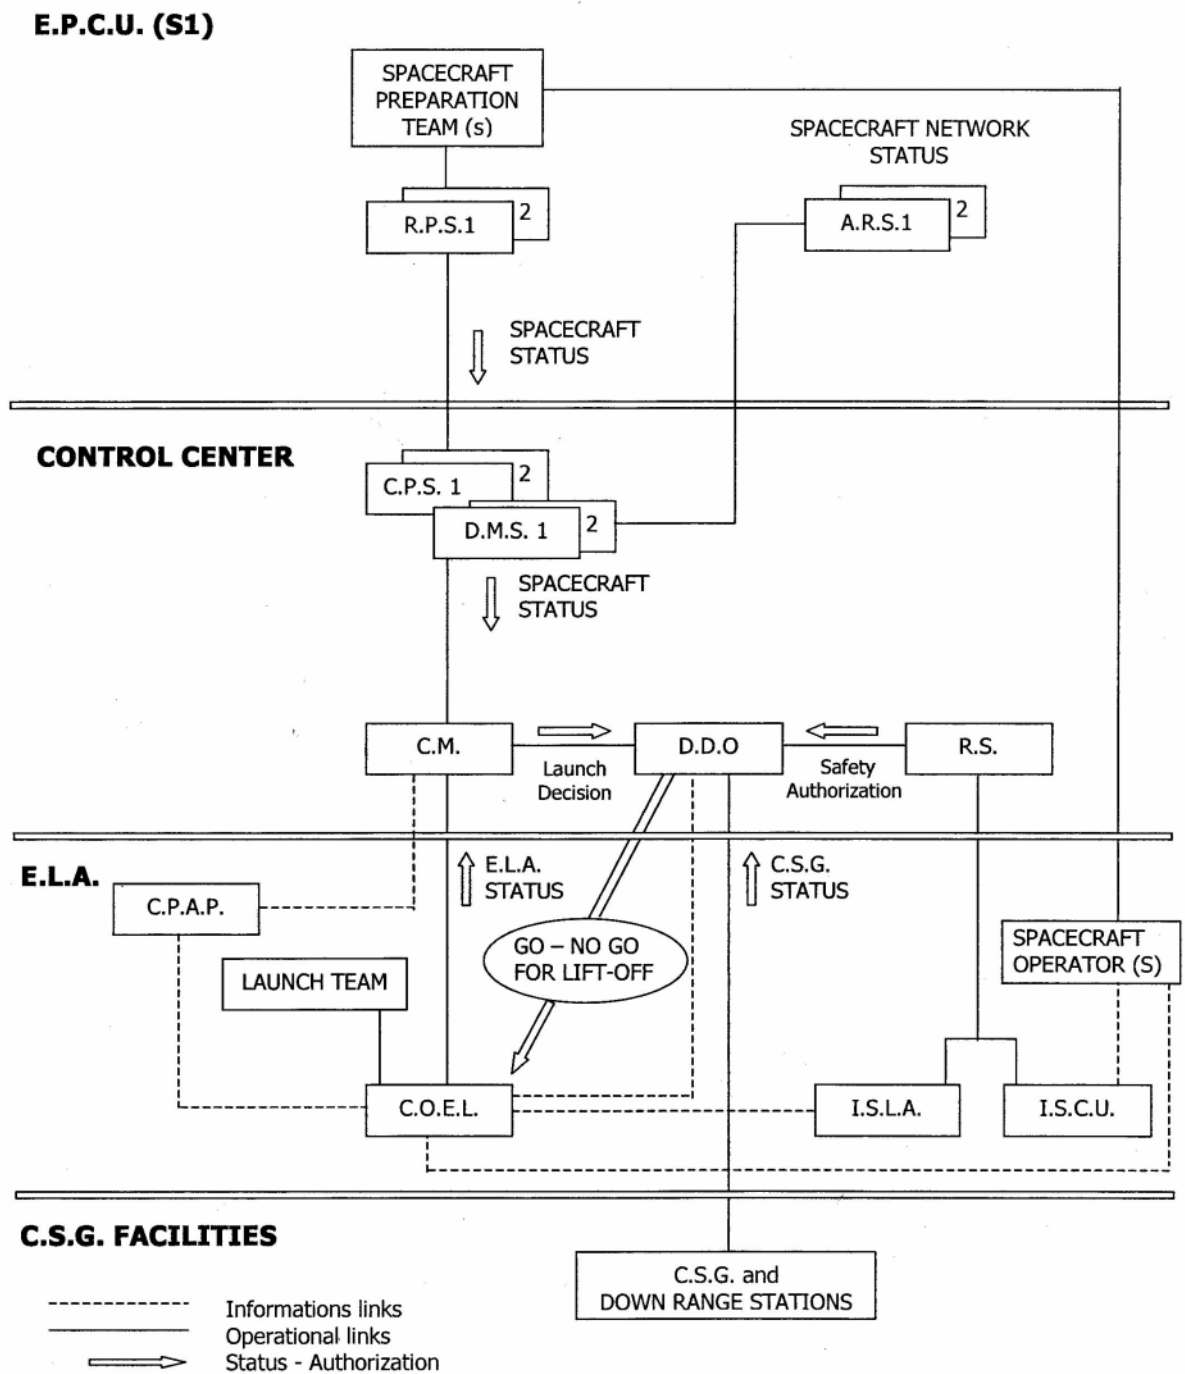 E.P.C.U. (S1)
SPACECRAFT
PREPARATION
TEAM (s)
SPACECRAFT NETWORK
STATUS
R.P.S.1
2
A.R.S.1
2
SPACECRAFT
STATUS
CONTROL CENTER
C.P.S. 1
2
D.M.S. 1
2
SPACECRAFT
STATUS
C.M.
Launch
Decision
D.D.O
Safety
Authorization
R.S.
E.L.A.
E.L.A.
STATUS
C.S.G.
STATUS
C.P.A.P.
LAUNCH TEAM
GO – NO GO
FOR LIFT-OFF
SPACECRAFT
OPERATOR (S)
C.O.E.L.
I.S.L.A.
I.S.C.U.
C.S.G. FACILITIES
C.S.G. and
DOWN RANGE STATIONS
Informations links
Operational links
Status - Authorization